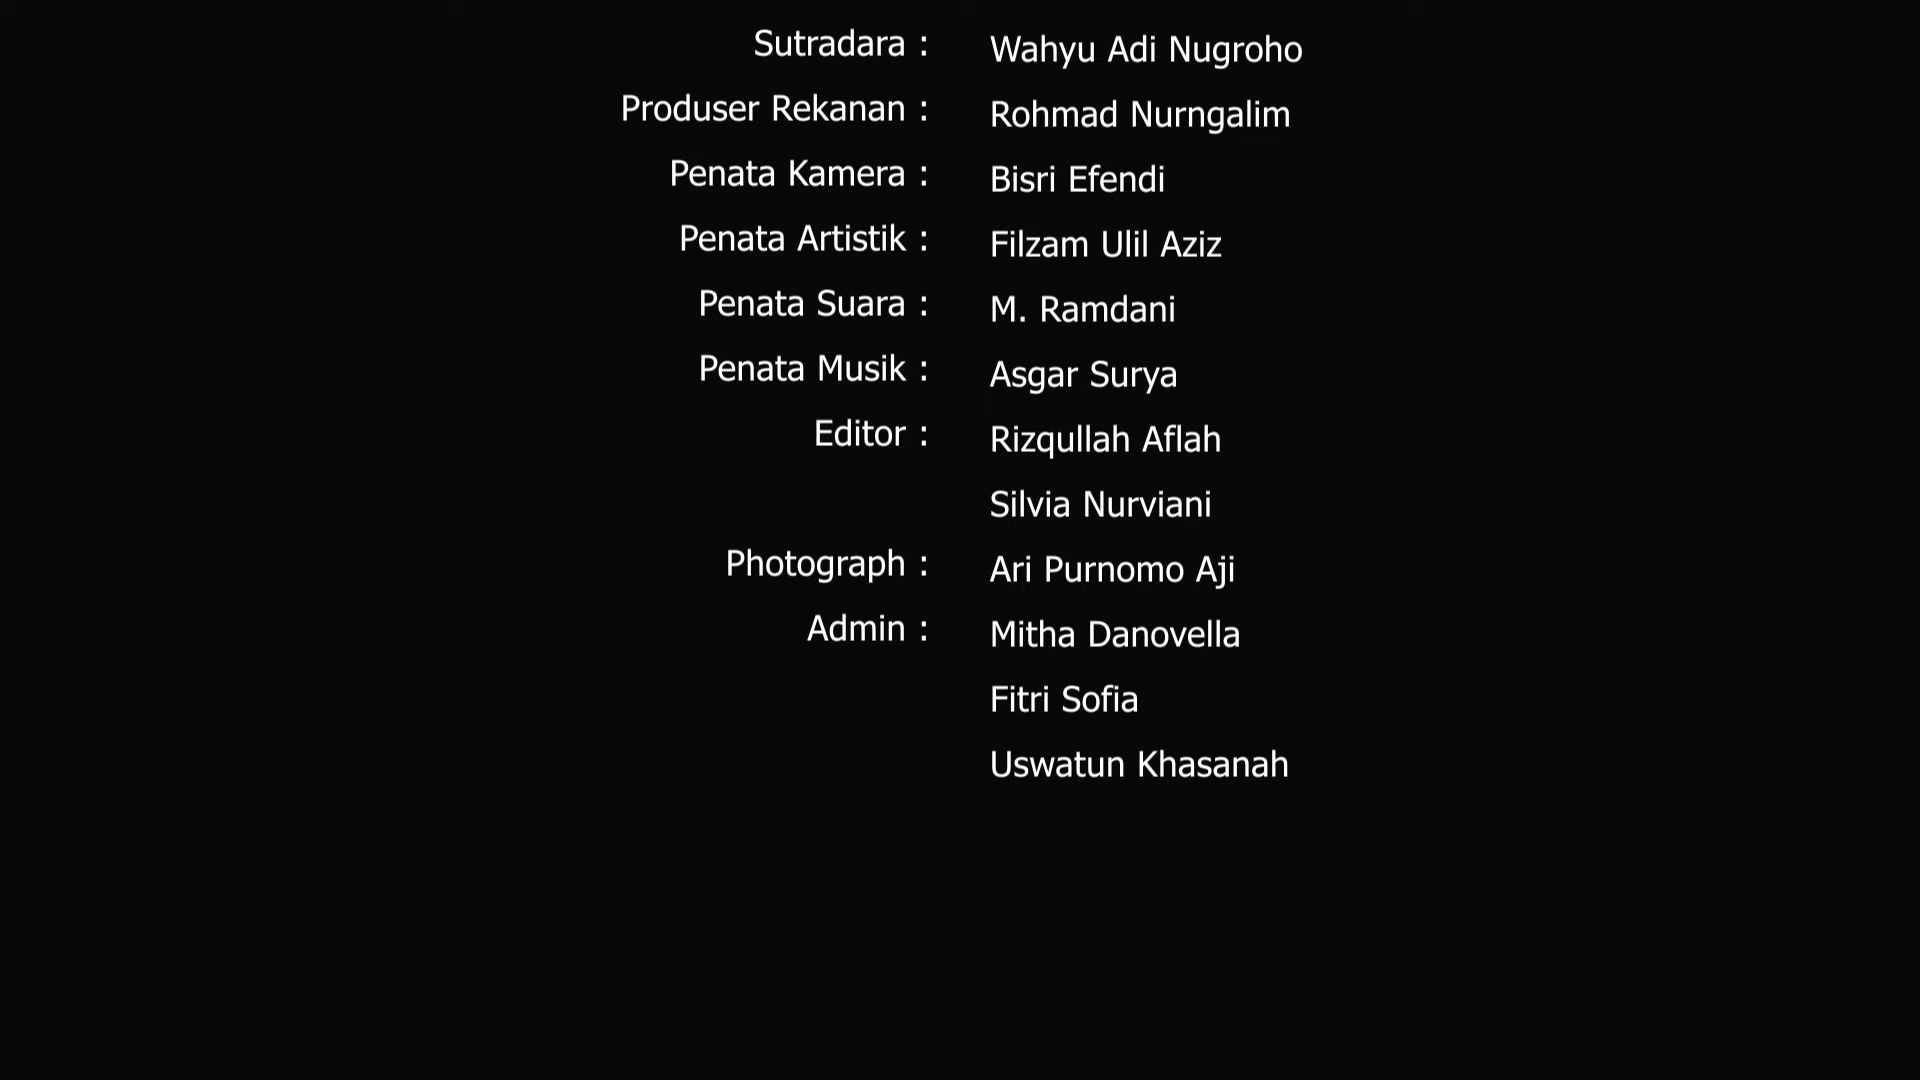 Sutradara : Wahyu Adi Nugroho
Produser Rekanan : Rohmad Nurngalim
Penata Kamera : Bisri Efendi
Penata Artistik : Filzam Ulil Aziz
Penata Suara : M. Ramdani
Penata Musik : Asgar Surya
Editor : Rizqullah Aflah
Silvia Nurviani
Photograph : Ari Purnomo Aji
Admin : Mitha Danovella
Fitri Sofia
Uswatun Khasanah